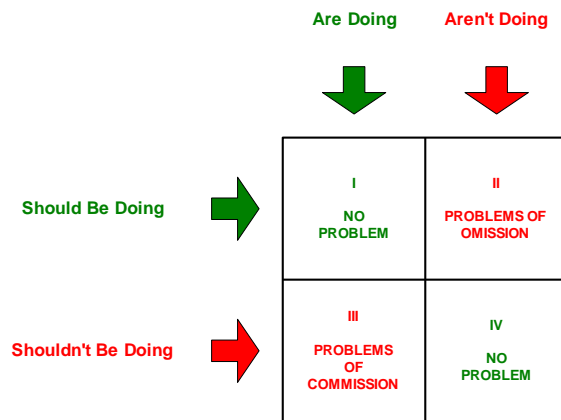 Are Doing
Aren't Doing
Should Be Doing
I
NO
PROBLEM
II
PROBLEMS OF
OMISSION
Shouldn't Be Doing
III
PROBLEMS
OF
COMMISSION
IV
NO
PROBLEM